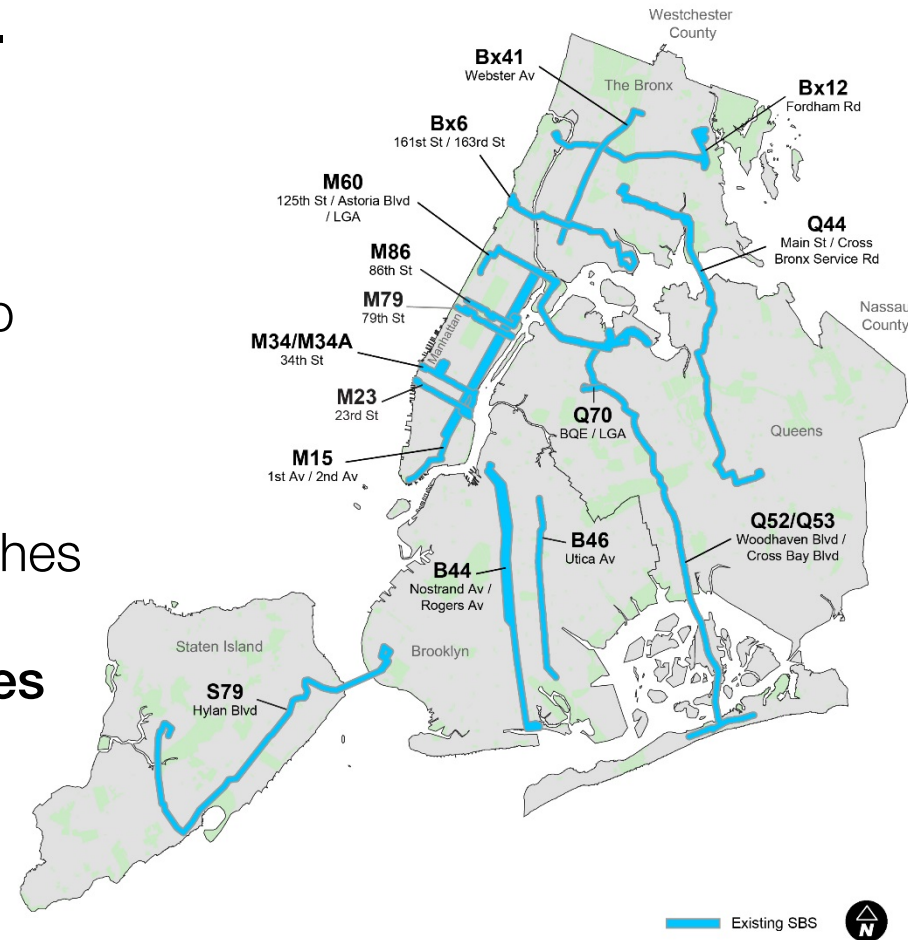 Westchester
County
Bx41
Webster Av
The Bronx
Bx12
Fordham Rd
Bx6
161st St / 163rd St
M60
125th St / Astoria Blvd
/ LGA
Q44
Main St / Cross
Bronx Service Rd
M86
86th St
M79
79th St
Nassau
County
Manhattan
M34/M34A
34th St
M23
23rd St
Q70
BQE / LGA
Queens
M15
1st Av / 2nd Av
Q52/Q53
Woodhaven Blvd /
Cross Bay Blvd
B46
Utica Av
B44
Nostrand Av /
Rogers Av
hes
Staten Island
Brooklyn
es
S79
Hylan Blvd
Existing SBS
N